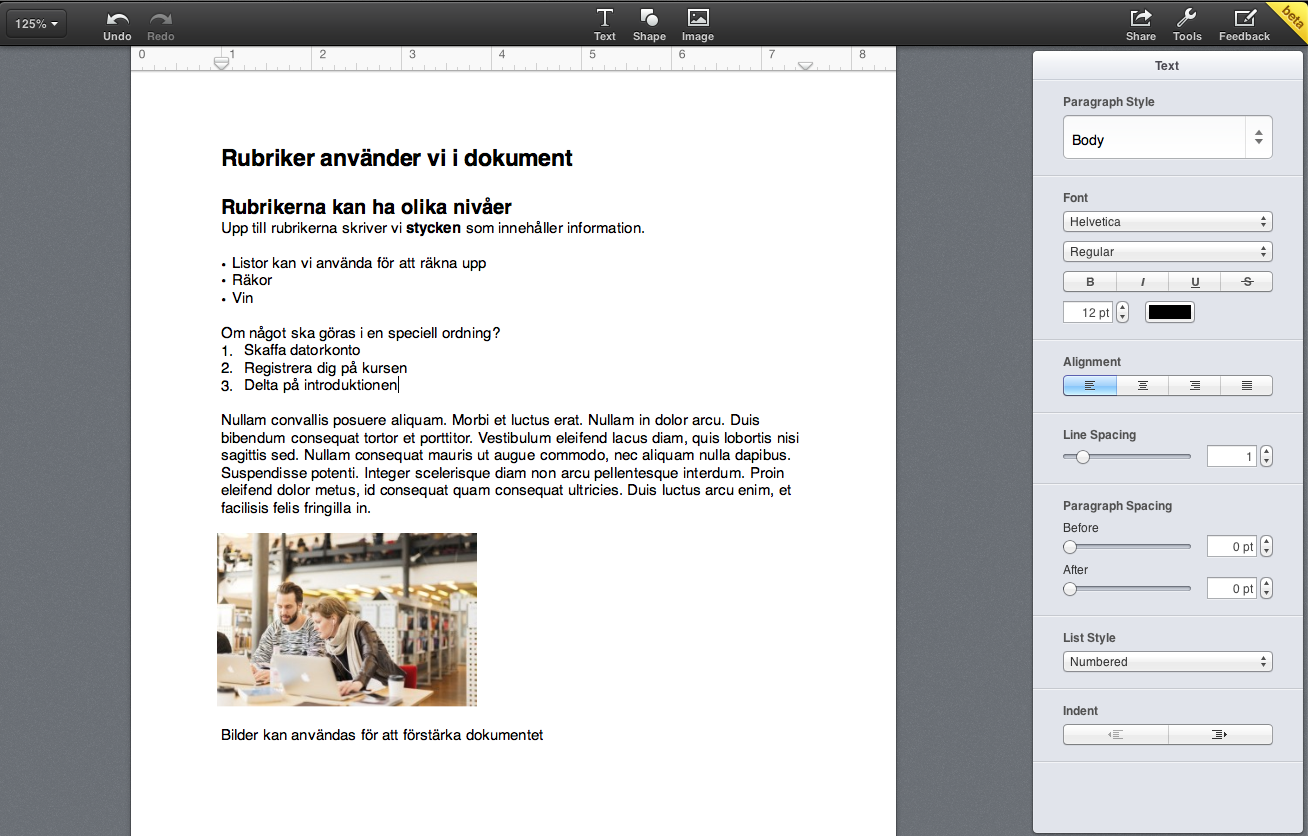 125%
Undo
Redo
Text
Shape
Image
Share
Tools
Feedback
beta
0 1 2 3 4 5 6 7 8
Rubriker använder vi i dokument
Rubrikerna kan ha olika nivåer
Upp till rubrikerna skriver vi stycken som innehåller information.
• Listor kan vi använda för att räkna upp
• Räkor
• Vin
Om något ska göras i en speciell ordning?
1. Skaffa datorkonto
2. Registrera dig på kursen
3. Delta på introduktionen
Nullam convallis posuere aliquam. Morbi et luctus erat. Nullam in dolor arcu. Duis
bibendum consequat tortor et porttitor. Vestibulum eleifend lacus diam, quis lobortis nisi
sagittis sed. Nullam consequat mauris ut augue commodo, nec aliquam nulla dapibus.
Suspendisse potenti. Integer scelerisque diam non arcu pellentesque interdum. Proin
eleifend dolor metus, id consequat quam consequat ultricies. Duis luctus arcu enim, et
facilisis felis fringilla in.
Bilder kan användas för att förstärka dokumentet
Text
Paragraph Style
Body
Font
Helvetica
Regular
B I U S
12 pt
Alignment
Line Spacing
1
Paragraph Spacing
Before
0 pt
After
0 pt
List Style
Numbered
Indent